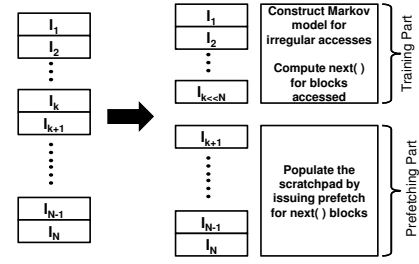 I1
I2
Ik
Ik+1
IN-1
IN
I1
I2
Ik<<N
Ik+1
IN-1
IN
Construct Markov
model for
irregular accesses
Compute next( )
for blocks
accessed
Populate the
scratchpad by
issuing prefetch
for next( ) blocks
Training Part
Prefetching Part